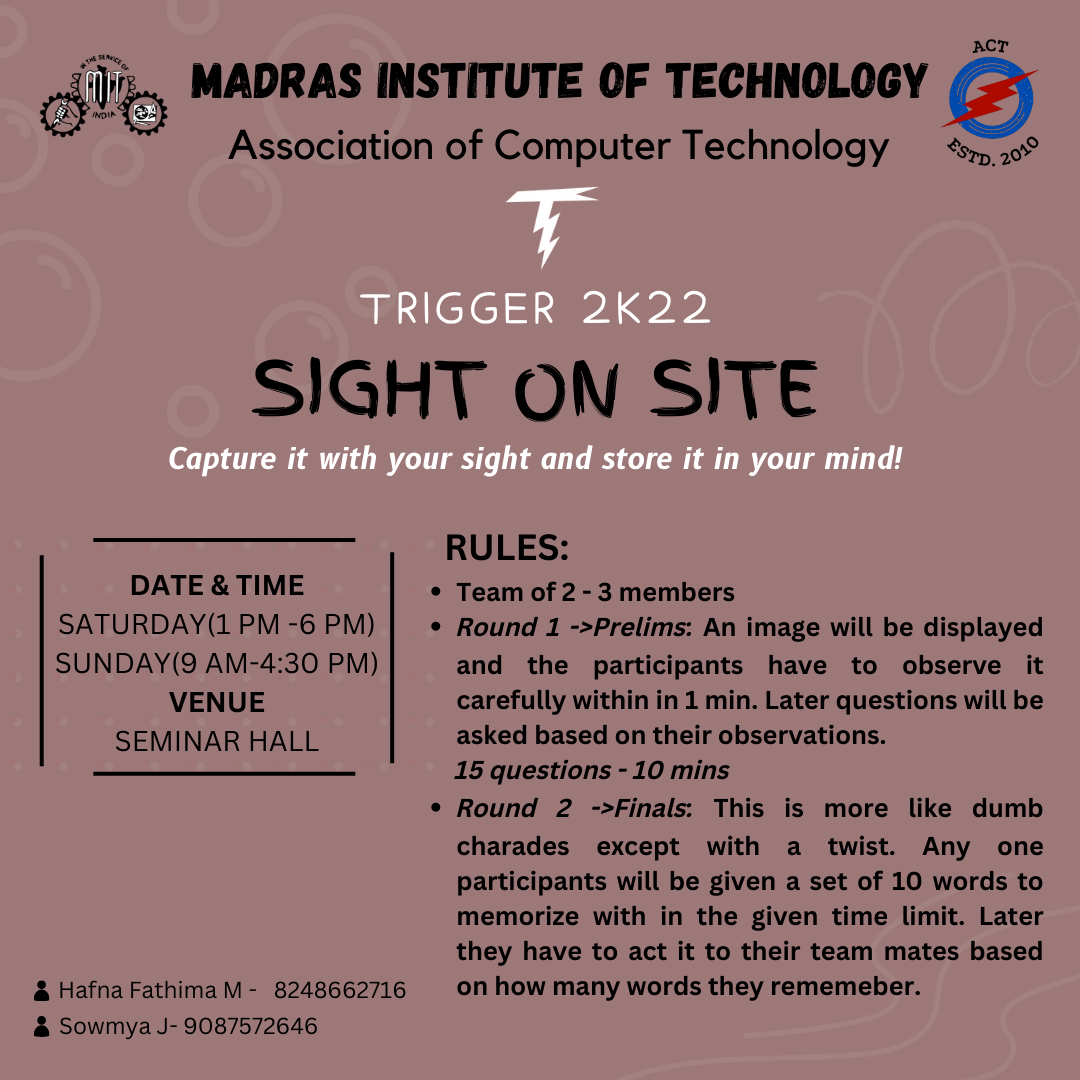 IN THE SERVICE OF
MIT
INDIA
MADRAS INSTITUTE OF TECHNOLOGY
Association of Computer Technology
ACT
ESTD. 2010
TRIGGER 2K22
SIGHT ON SITE
Capture it with your sight and store it in your mind!
DATE & TIME
SATURDAY(1 PM -6 PM)
SUNDAY(9 AM-4:30 PM)
VENUE
SEMINAR HALL
RULES:
• Team of 2 - 3 members
• Round 1 ->Prelims: An image will be displayed
and the participants have to observe it
carefully within in 1 min. Later questions will be
asked based on their observations.
15 questions - 10 mins
• Round 2 ->Finals: This is more like dumb
charades except with a twist. Any one
participants will be given a set of 10 words to
memorize with in the given time limit. Later
they have to act it to their team mates based
on how many words they rememeber.
Hafna Fathima M - 8248662716
Sowmya J- 9087572646